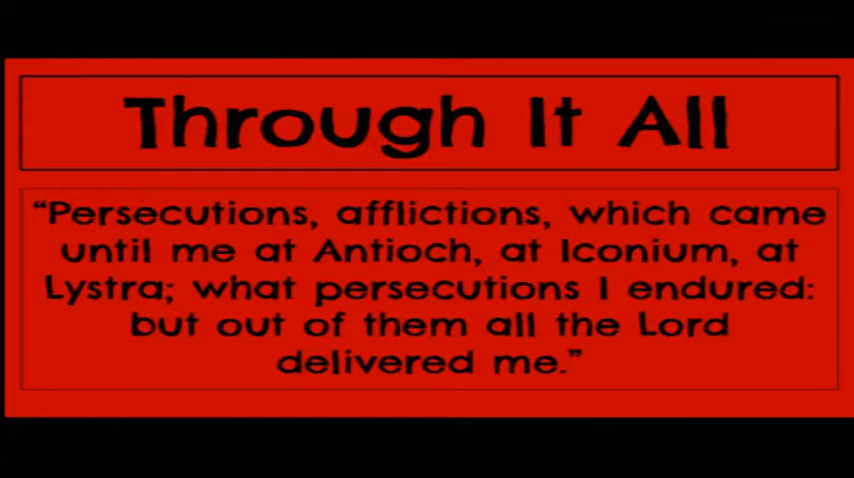 Through It All
“Persecutions, afflictions, which came
until me at Antioch, at Iconium, at
Lystra; what persecutions I endured:
but out of them all the Lord
delivered me.”